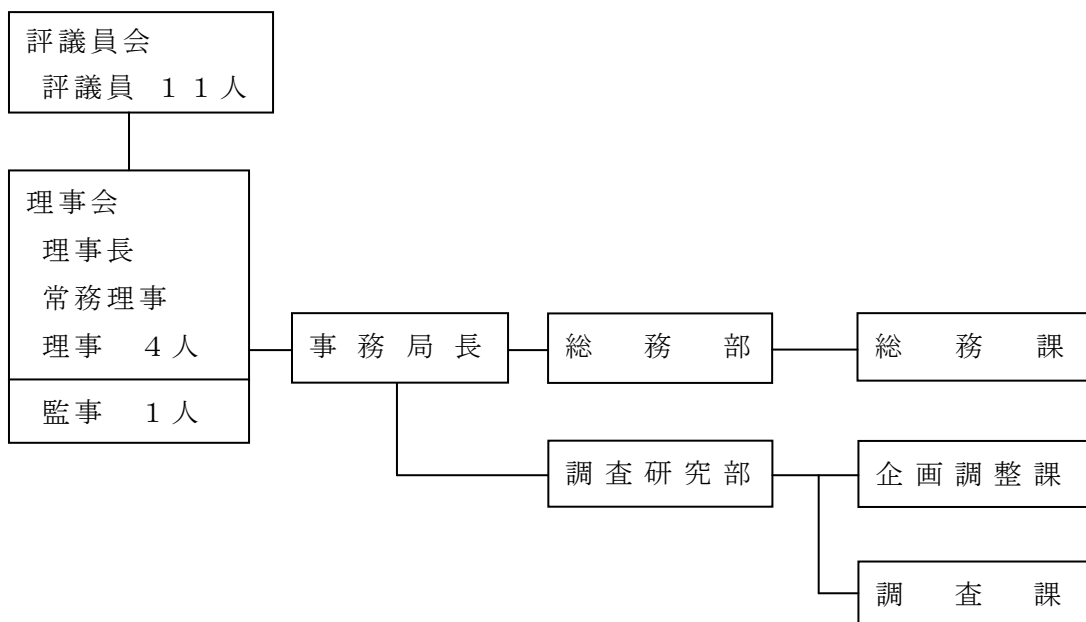 評議員会
評議員 １１人
理事会
理事長
常務理事
理事 ４人
監事 １人
事務局長
総務部
総務課
調査研究部
企画調整課
調査課